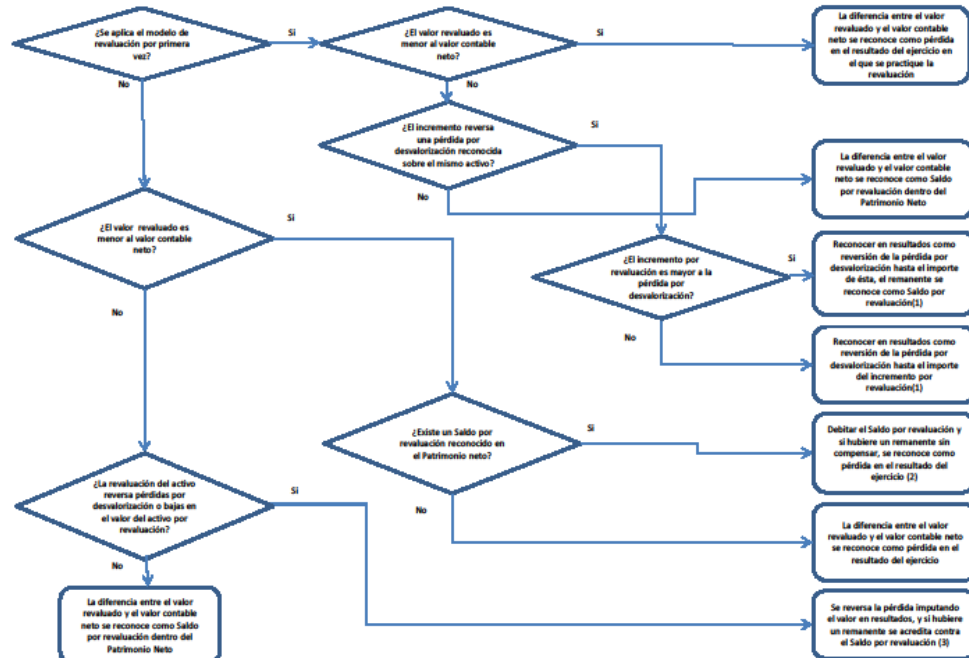 ¿Se aplica el modelo de
revaluación por primera
vez?
Si
¿El valor revaluado es
menor al valor contable
neto?
Si
La diferencia entre el valor
revaluado y el valor contable
neto se reconoce como pérdida
en el resultado del ejercicio en
el que se practique la
revaluación
No
No
¿El incremento reversa
una pérdida por
desvalorización reconocida
sobre el mismo activo?
Si
No
La diferencia entre el valor
revaluado y el valor contable
neto se reconoce como Saldo
por revaluación dentro del
Patrimonio Neto
¿El valor revaluado es
menor al valor contable
neto?
Si
No
¿El incremento por
revaluación es mayor a la
pérdida por
desvalorización?
Si
Reconocer en resultados como
reversión de la pérdida por
desvalorización hasta el importe
de ésta, el remanente se
reconoce como Saldo por
revaluación(1)
No
Reconocer en resultados como
reversión de la pérdida por
desvalorización hasta el importe
del incremento por
revaluación(1)
¿Existe un Saldo por
revaluación reconocido en
el Patrimonio neto?
Si
Debitar el Saldo por revaluación y
si hubiere un remanente sin
compensar, se reconoce como
pérdida en el resultado del
ejercicio (2)
No
La diferencia entre el valor
revaluado y el valor contable neto
se reconoce como pérdida en el
resultado del ejercicio
¿La revaluación del activo
reversa pérdidas por
desvalorización o bajas en
el valor del activo por
revaluación?
Si
No
La diferencia entre el valor
revaluado y el valor contable
neto se reconoce como Saldo
por revaluación dentro del
Patrimonio Neto
Se reversa la pérdida imputando
el valor en resultados, y si hubiere
un remanente se acredita contra
el Saldo por revaluación (3)